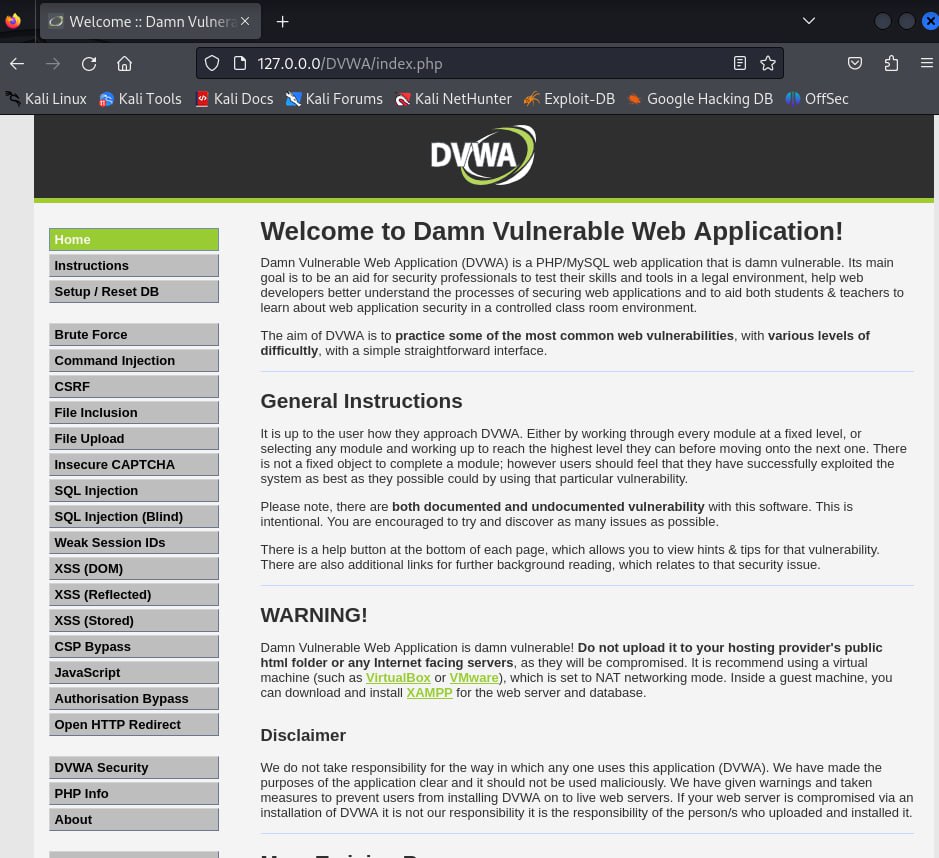 Welcome :: Damn Vulnera
127.0.0.0/DVWA/index.php
Kali Linux Kali Tools Kali Docs Kali Forums Kali NetHunter Exploit-DB Google Hacking DB OffSec
DVWA
Home
Instructions
Setup / Reset DB
Brute Force
Command Injection
CSRF
File Inclusion
File Upload
Insecure CAPTCHA
SQL Injection
SQL Injection (Blind)
Weak Session IDs
XSS (DOM)
XSS (Reflected)
XSS (Stored)
CSP Bypass
JavaScript
Authorisation Bypass
Open HTTP Redirect
DVWA Security
PHP Info
About
Welcome to Damn Vulnerable Web Application!
Damn Vulnerable Web Application (DVWA) is a PHP/MySQL web application that is damn vulnerable. Its main
goal is to be an aid for security professionals to test their skills and tools in a legal environment, help web
developers better understand the processes of securing web applications and to aid both students & teachers to
learn about web application security in a controlled class room environment.
The aim of DVWA is to practice some of the most common web vulnerabilities, with various levels of
difficultly, with a simple straightforward interface.
General Instructions
It is up to the user how they approach DVWA. Either by working through every module at a fixed level, or
selecting any module and working up to reach the highest level they can before moving onto the next one. There
is not a fixed object to complete a module; however users should feel that they have successfully exploited the
system as best as they possible could by using that particular vulnerability.
Please note, there are both documented and undocumented vulnerability with this software. This is
intentional. You are encouraged to try and discover as many issues as possible.
There is a help button at the bottom of each page, which allows you to view hints & tips for that vulnerability.
There are also additional links for further background reading, which relates to that security issue.
WARNING!
Damn Vulnerable Web Application is damn vulnerable! Do not upload it to your hosting provider's public
html folder or any Internet facing servers, as they will be compromised. It is recommend using a virtual
machine (such as VirtualBox or VMware), which is set to NAT networking mode. Inside a guest machine, you
can download and install XAMPP for the web server and database.
Disclaimer
We do not take responsibility for the way in which any one uses this application (DVWA). We have made the
purposes of the application clear and it should not be used maliciously. We have given warnings and taken
measures to prevent users from installing DVWA on to live web servers. If your web server is compromised via an
installation of DVWA it is not our responsibility it is the responsibility of the person/s who uploaded and installed it.